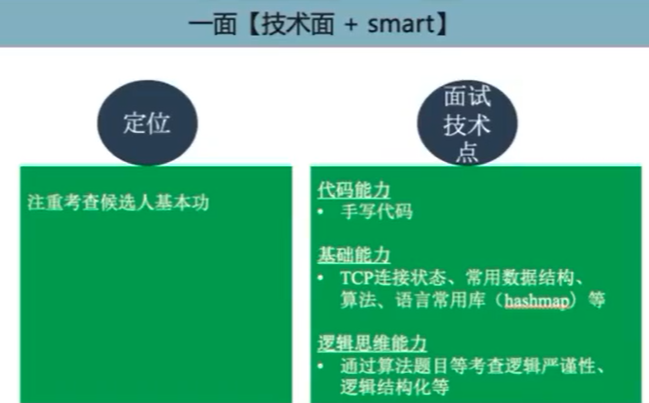 一面【技术面 + smart】
定位
面试
技术
点
注重考查候选人基本功
代码能力
• 手写代码
基础能力
• TCP连接状态、常用数据结构、
算法、语言常用库（hashmap）等
逻辑思维能力
• 通过算法题目等考查逻辑严谨性、
逻辑结构化等